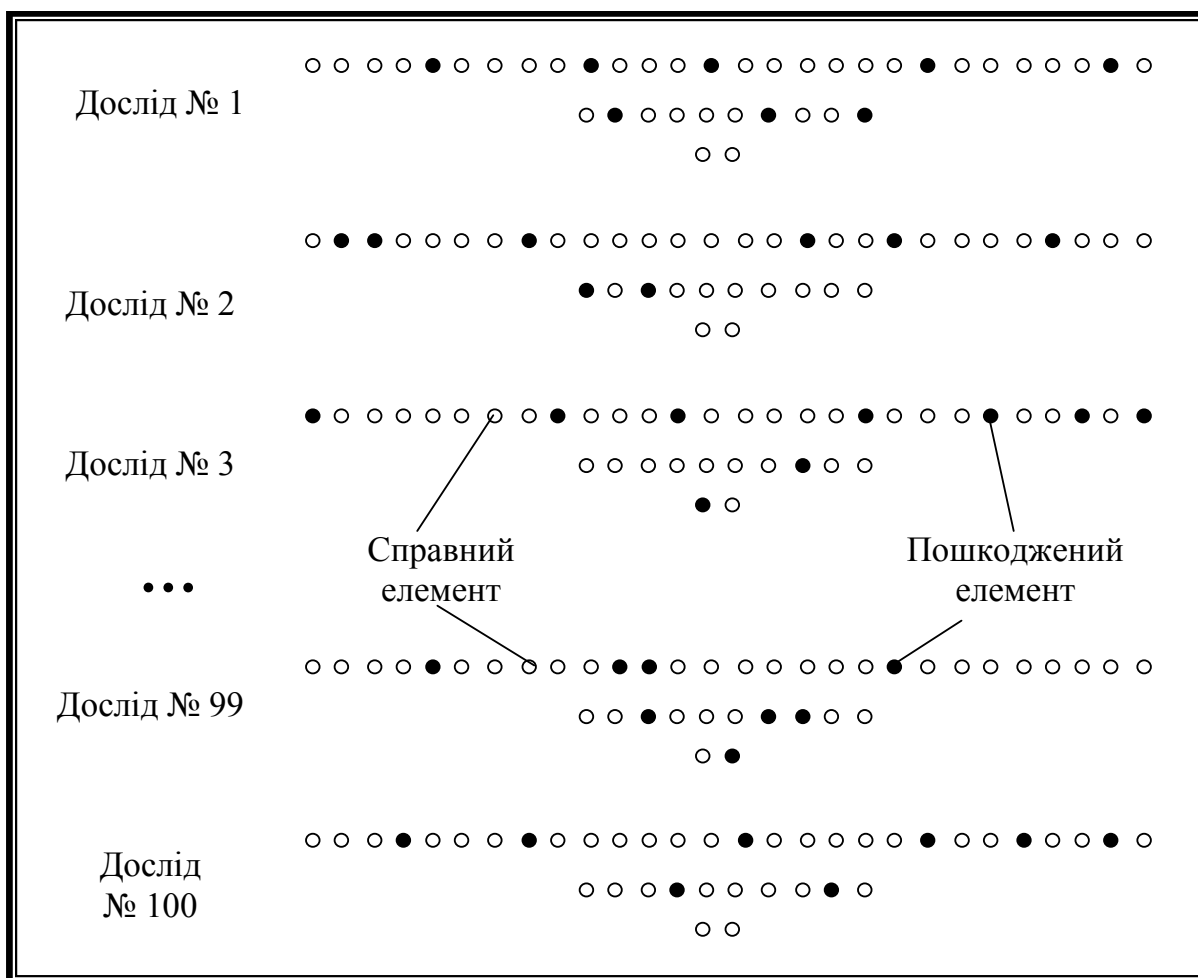 Дослід № 1
Дослід № 2
Дослід № 3
Справний
елемент
Пошкоджений
елемент
...
Дослід № 99
Дослід
№ 100